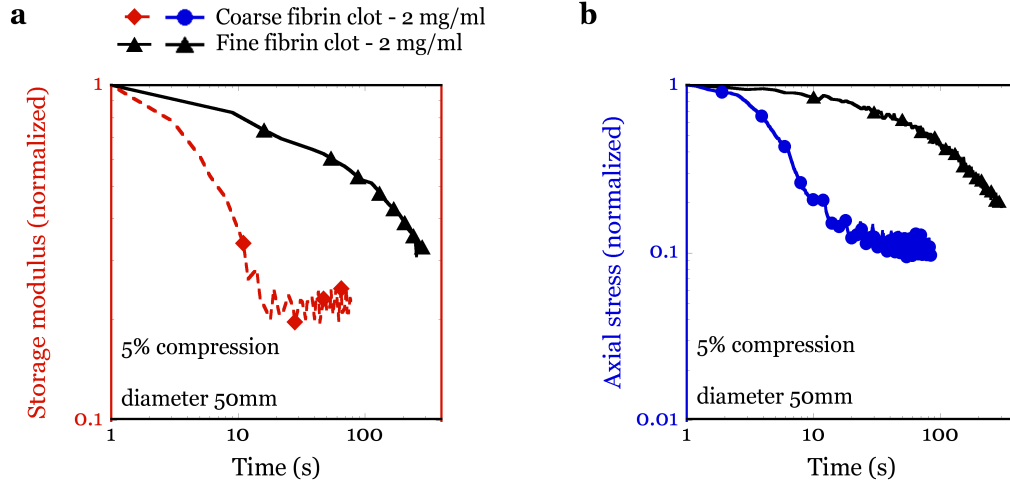 a
Coarse fibrin clot - 2 mg/ml
Fine fibrin clot - 2 mg/ml
b
Storage modulus (normalized)
1
0.1
5% compression
diameter 50mm
1
10
100
Time (s)
Axial stress (normalized)
1
0.1
0.01
5% compression
diameter 50mm
1
10
100
Time (s)